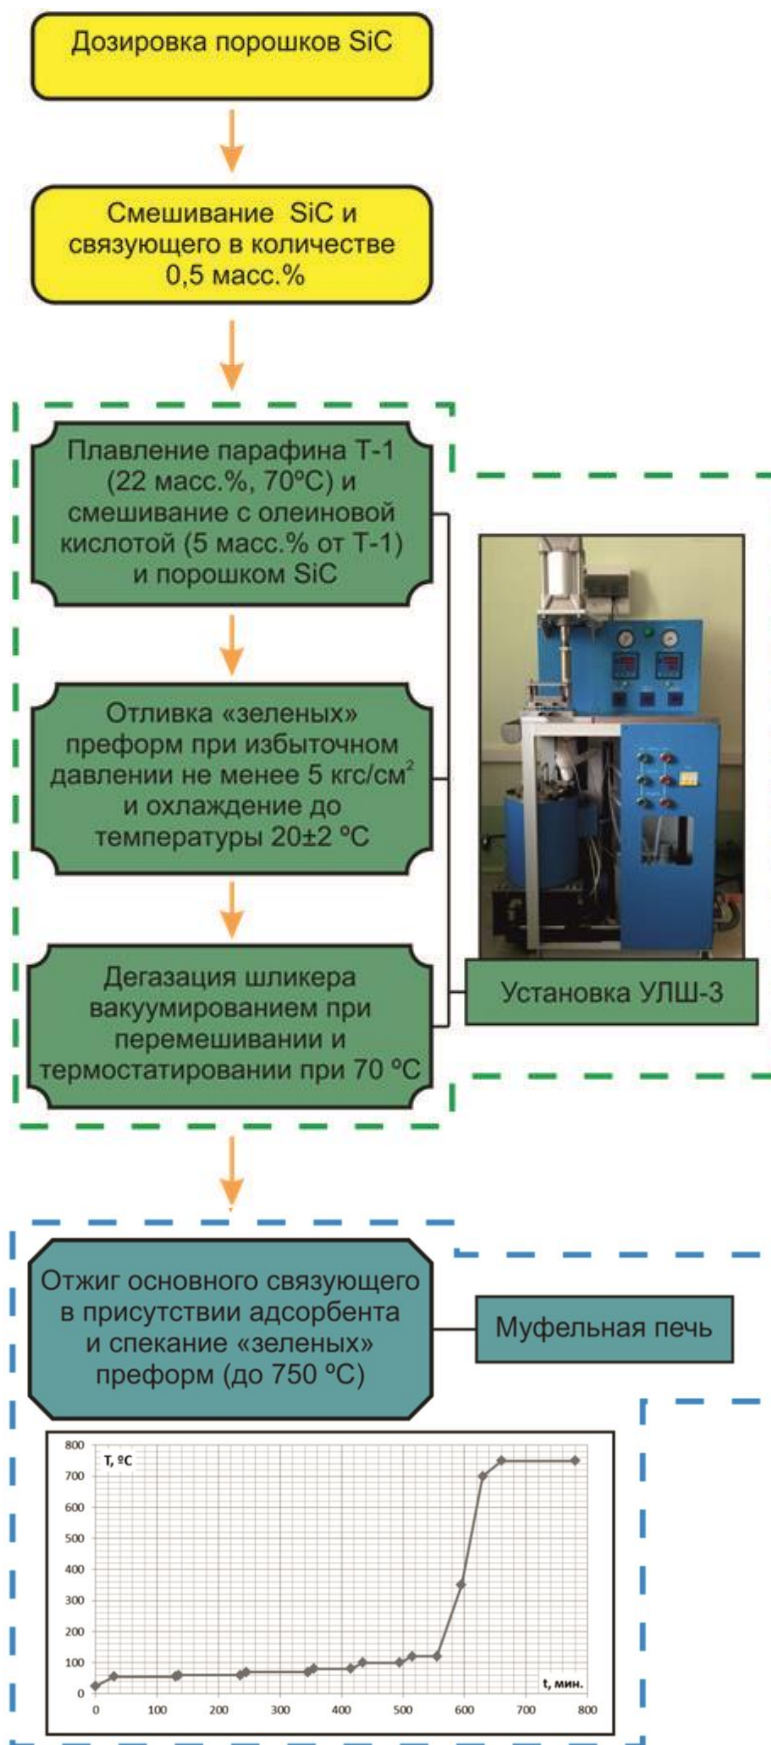 Дозировка порошков SiC
Смешивание SiC и
связующего в количестве
0,5 масс.%
Плавление парафина Т-1
(22 масс.%, 70ºС) и
смешивание с олеиновой
кислотой (5 масс.% от Т-1)
и порошком SiC
Отливка «зеленых»
преформ при избыточном
давлении не менее 5 кгс/см²
и охлаждение до
температуры 20±2 ºС
Дегазация шликера
вакуумированием при
перемешивании и
термостатировании при 70 ºС
Установка УЛШ-3
Отжиг основного связующего
в присутствии адсорбента
и спекание «зеленых»
преформ (до 750 ºС)
Муфельная печь
T, ºC
800
700
600
500
400
300
200
100
0
0 100 200 300 400 500 600 700 800
t, мин.